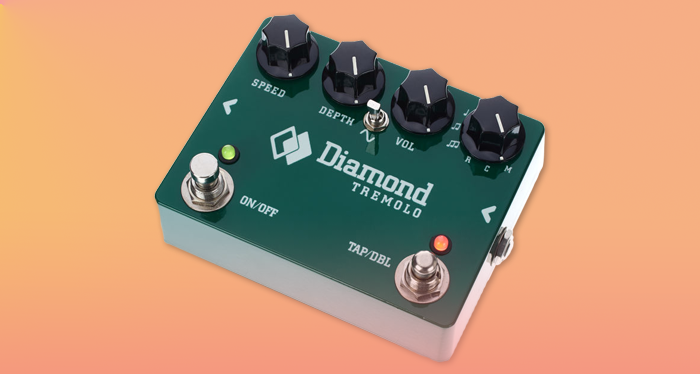 SPEED
DEPTH
VOL
R C M
Diamond
TREMOLO
ON/OFF
TAP/DBL